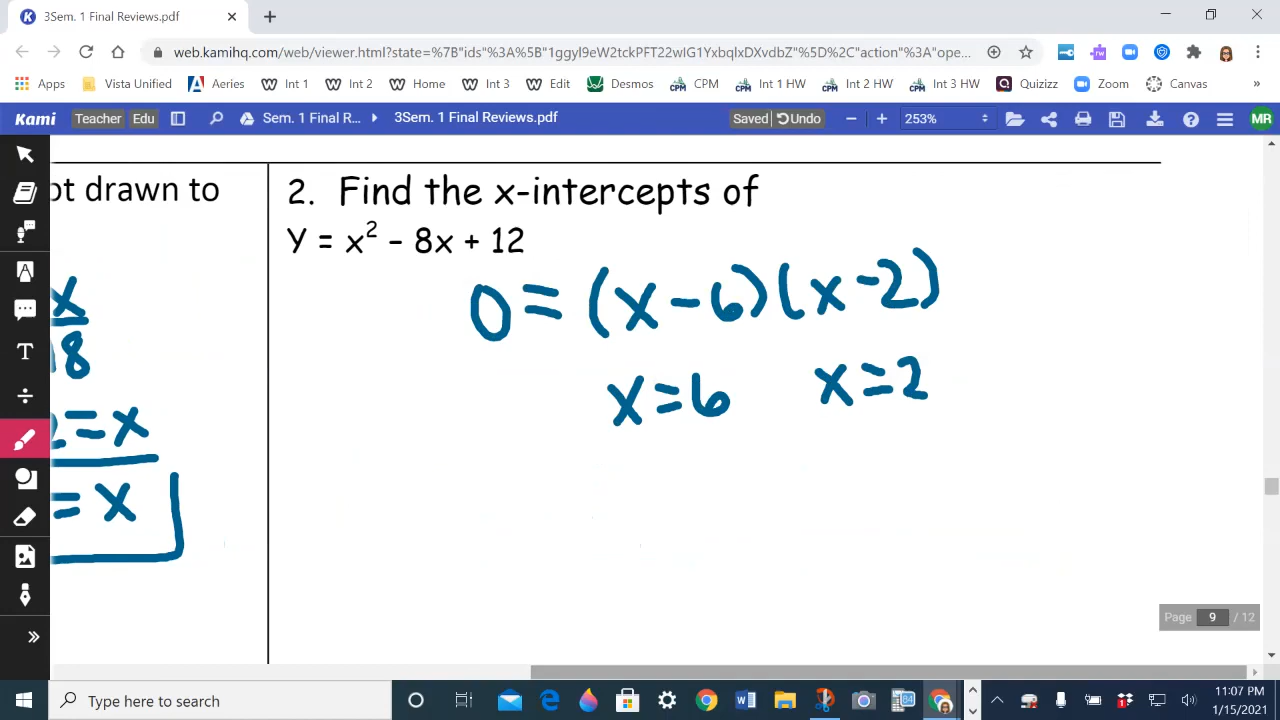 3Sem. 1 Final Reviews.pdf
web.kamihq.com/web/viewer.html?state=%7B"ids"%3A%5B"1ggyI9eW2tckPFT22wIG1YsXsqlxDXvdbZ"%5D%2C"action"%3A"ope...
Apps Vista Unified Aeries Int 1 Int 2 Home Int 3 Edit Desmos CPM Int 1 HW Int 2 HW Int 3 HW Quizizz Zoom Canvas »
Kami Teacher Edu Sem. 1 Final R... 3Sem. 1 Final Reviews.pdf Saved Undo 253% MR
pt drawn to
x
18
2=x
= x
2. Find the x-intercepts of
Y = x² - 8x + 12
0 = (x - 6)(x - 2)
x = 6 x = 2
Page 9 / 12
Type here to search
11:07 PM
1/15/2021